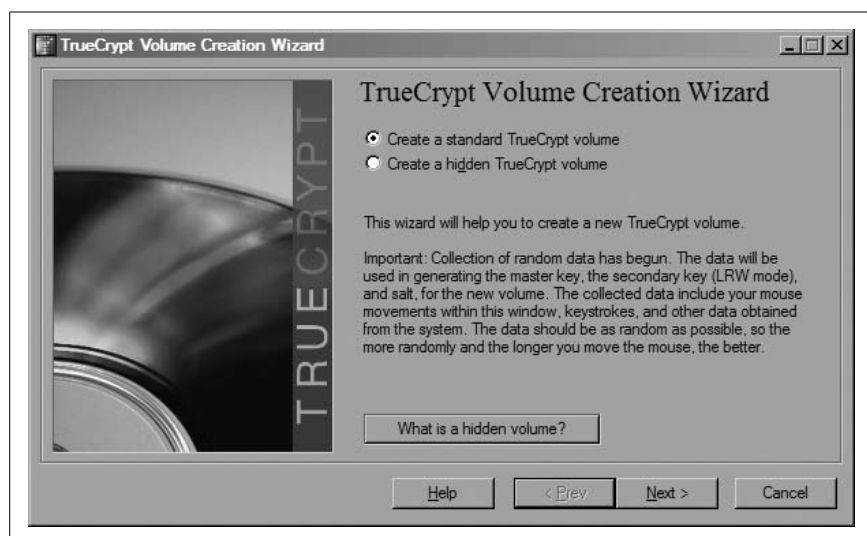 TrueCrypt Volume Creation Wizard
TRUECRYPT
TrueCrypt Volume Creation Wizard
Create a standard TrueCrypt volume
Create a hidden TrueCrypt volume
This wizard will help you to create a new TrueCrypt volume.
Important: Collection of random data has begun. The data will be
used in generating the master key, the secondary key (LRW mode),
and salt, for the new volume. The collected data include your mouse
movements within this window, keystrokes, and other data obtained
from the system. The data should be as random as possible, so the
more randomly and the longer you move the mouse, the better.
What is a hidden volume?
Help
< Prev
Next >
Cancel